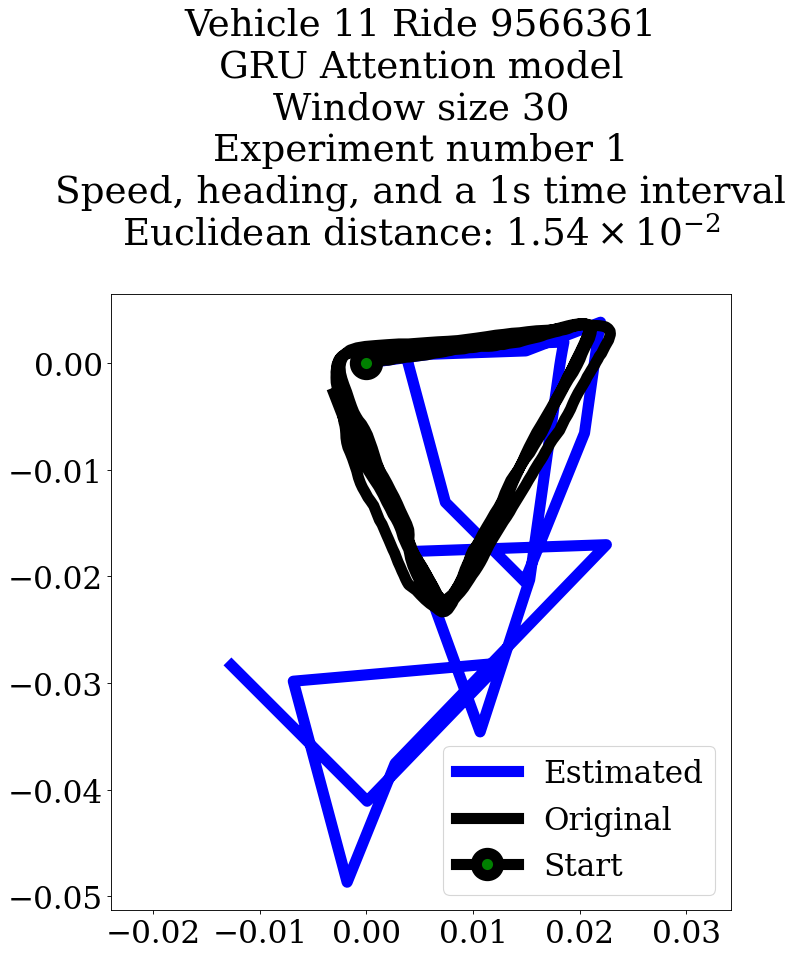 Vehicle 11 Ride 9566361
GRU Attention model
Window size 30
Experiment number 1
Speed, heading, and a 1s time interval
Euclidean distance: 1.54 × 10⁻²
0.00
−0.01
−0.02
−0.03
−0.04
−0.05
Estimated
Original
Start
−0.02 −0.01 0.00 0.01 0.02 0.03